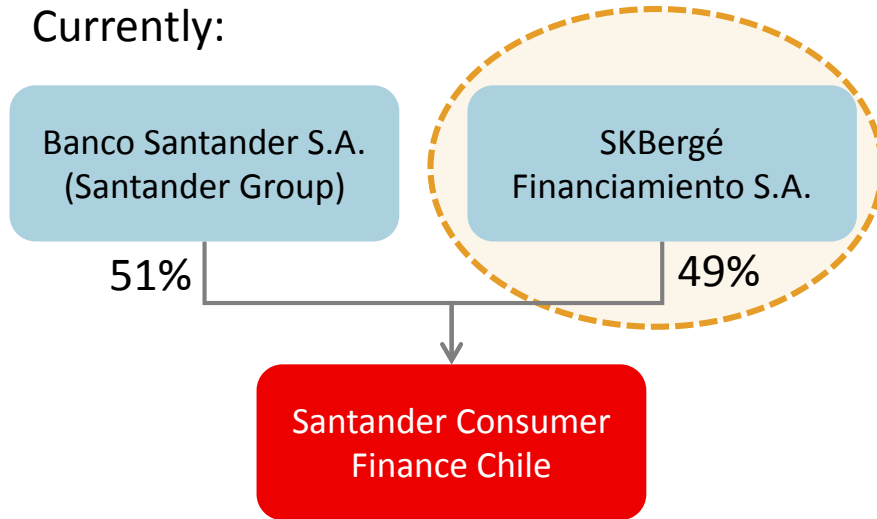 Currently:
Banco Santander S.A.
(Santander Group)
SKBergé
Financiamiento S.A.
51%
49%
Santander Consumer
Finance Chile